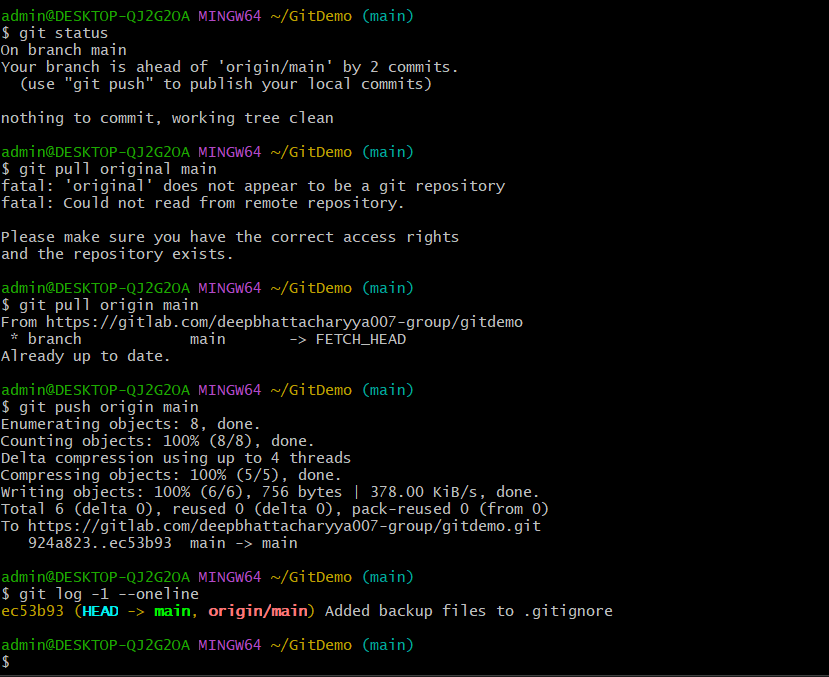 admin@DESKTOP-QJ2G2OA MINGW64 ~/GitDemo (main)
$ git status
On branch main
Your branch is ahead of 'origin/main' by 2 commits.
  (use "git push" to publish your local commits)

nothing to commit, working tree clean

admin@DESKTOP-QJ2G2OA MINGW64 ~/GitDemo (main)
$ git pull original main
fatal: 'original' does not appear to be a git repository
fatal: Could not read from remote repository.

Please make sure you have the correct access rights
and the repository exists.

admin@DESKTOP-QJ2G2OA MINGW64 ~/GitDemo (main)
$ git pull origin main
From https://gitlab.com/deepbhattacharyya007-group/gitdemo
 * branch            main       -> FETCH_HEAD
Already up to date.

admin@DESKTOP-QJ2G2OA MINGW64 ~/GitDemo (main)
$ git push origin main
Enumerating objects: 8, done.
Counting objects: 100% (8/8), done.
Delta compression using up to 4 threads
Compressing objects: 100% (5/5), done.
Writing objects: 100% (6/6), 756 bytes | 378.00 KiB/s, done.
Total 6 (delta 0), reused 0 (delta 0), pack-reused 0 (from 0)
To https://gitlab.com/deepbhattacharyya007-group/gitdemo.git
   924a823..ec53b93  main -> main

admin@DESKTOP-QJ2G2OA MINGW64 ~/GitDemo (main)
$ git log -1 --oneline
ec53b93 (HEAD -> main, origin/main) Added backup files to .gitignore

admin@DESKTOP-QJ2G2OA MINGW64 ~/GitDemo (main)
$